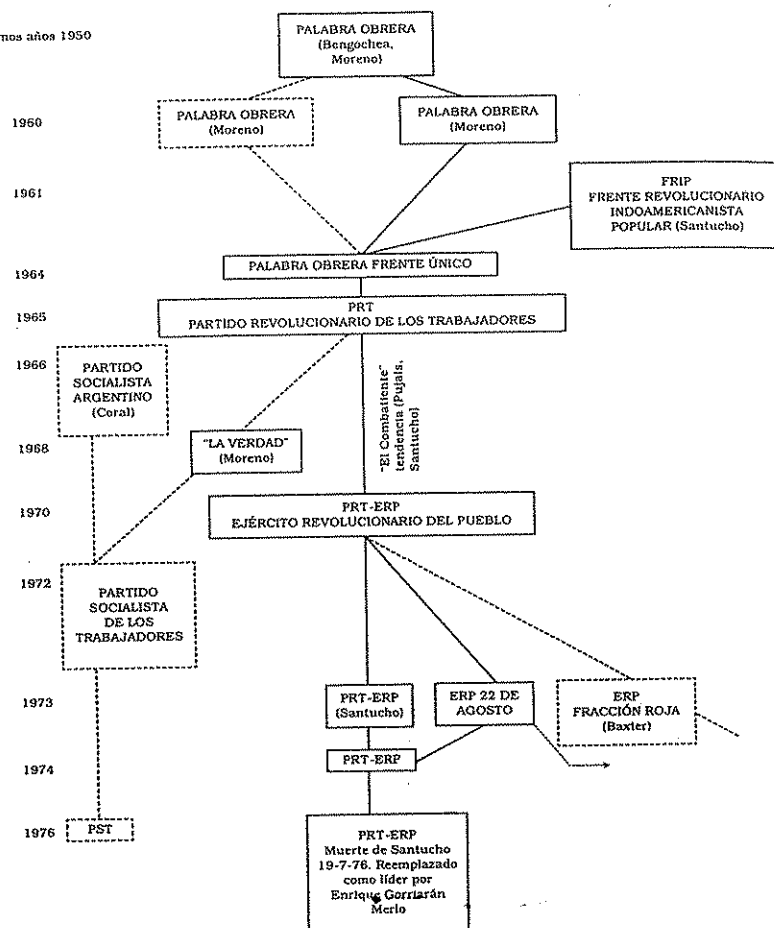 mos años 1950
PALABRA OBRERA
(Bengochea,
Moreno)
1960
PALABRA OBRERA
(Moreno)
PALABRA OBRERA
(Moreno)
1961
FRIP
FRENTE REVOLUCIONARIO
INDOAMERICANISTA
POPULAR (Santucho)
1964
PALABRA OBRERA FRENTE ÚNICO
1965
PRT
PARTIDO REVOLUCIONARIO DE LOS TRABAJADORES
1966
PARTIDO
SOCIALISTA
ARGENTINO
(Coral)
"El Combatiente"
tendencia (Pujals,
Santucho)
1968
"LA VERDAD"
(Moreno)
1970
PRT-ERP
EJÉRCITO REVOLUCIONARIO DEL PUEBLO
1972
PARTIDO
SOCIALISTA
DE LOS
TRABAJADORES
1973
PRT-ERP
(Santucho)
ERP 22 DE
AGOSTO
ERP
FRACCIÓN ROJA
(Baxter)
1974
PRT-ERP
1976
PST
PRT-ERP
Muerte de Santucho
19-7-76. Reemplazado
como líder por
Enrique Gorriarán
Merlo